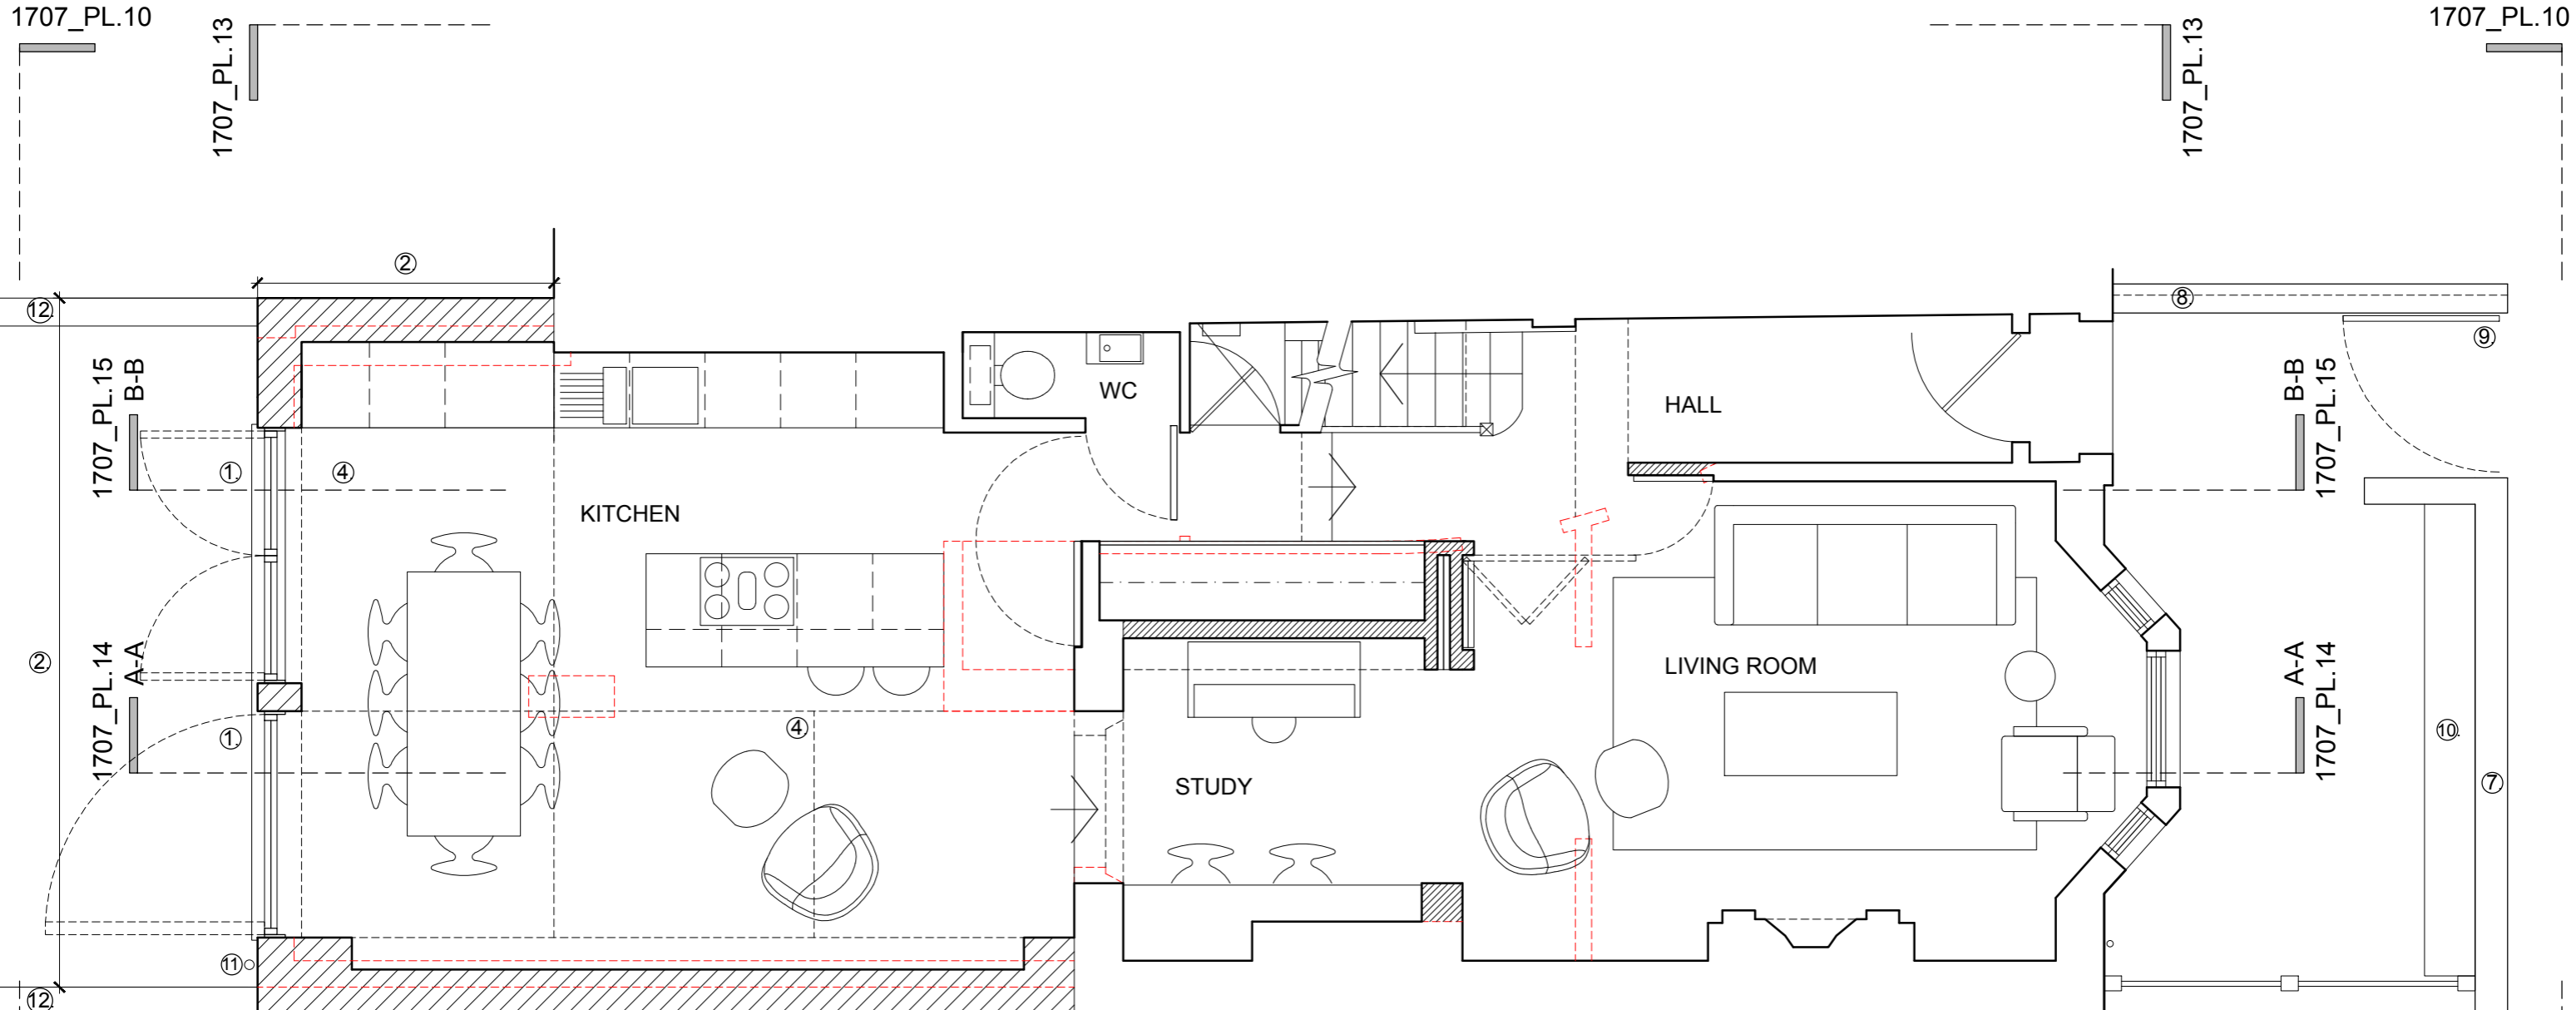 1707_PL.10
1707_PL.13
1707_PL.13
1707_PL.10
2
12.
8.
9.
1707_PL.15
B-B
B-B
1707_PL.15
WC
HALL
1.
4
KITCHEN
2.
1707_PL.14
A-A
LIVING ROOM
A-A
1707_PL.14
1.
4
10.
STUDY
7.
11
12.